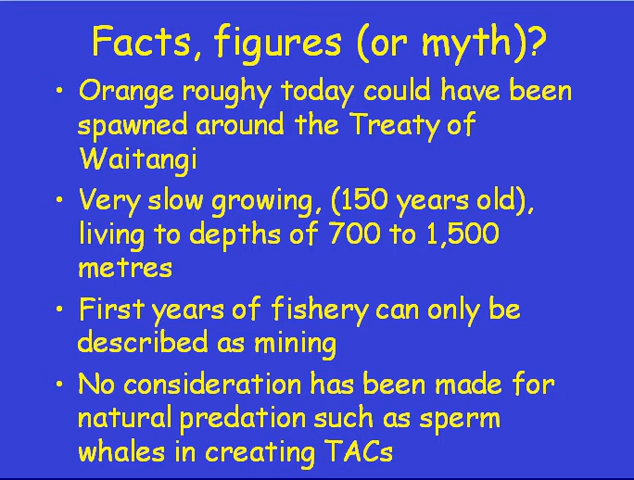 Facts, figures (or myth)?
• Orange roughy today could have been
spawned around the Treaty of
Waitangi
• Very slow growing, (150 years old),
living to depths of 700 to 1,500
metres
• First years of fishery can only be
described as mining
• No consideration has been made for
natural predation such as sperm
whales in creating TACs